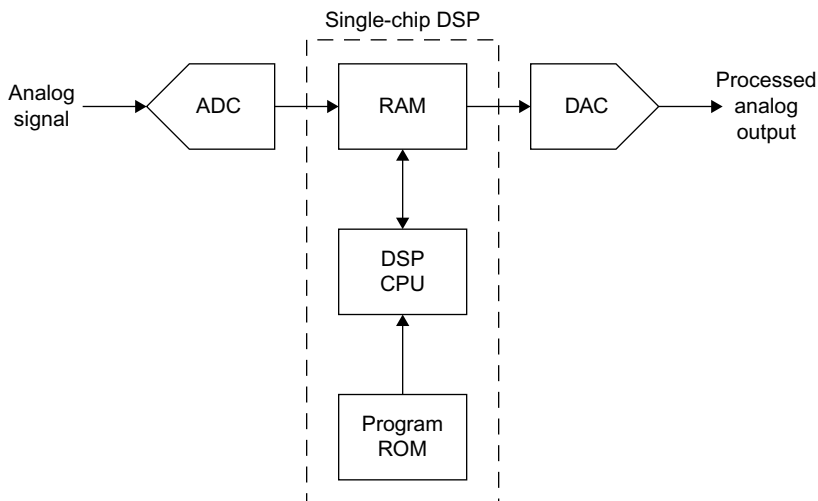 Single-chip DSP
Analog
signal
ADC
RAM
DAC
Processed
analog
output
DSP
CPU
Program
ROM